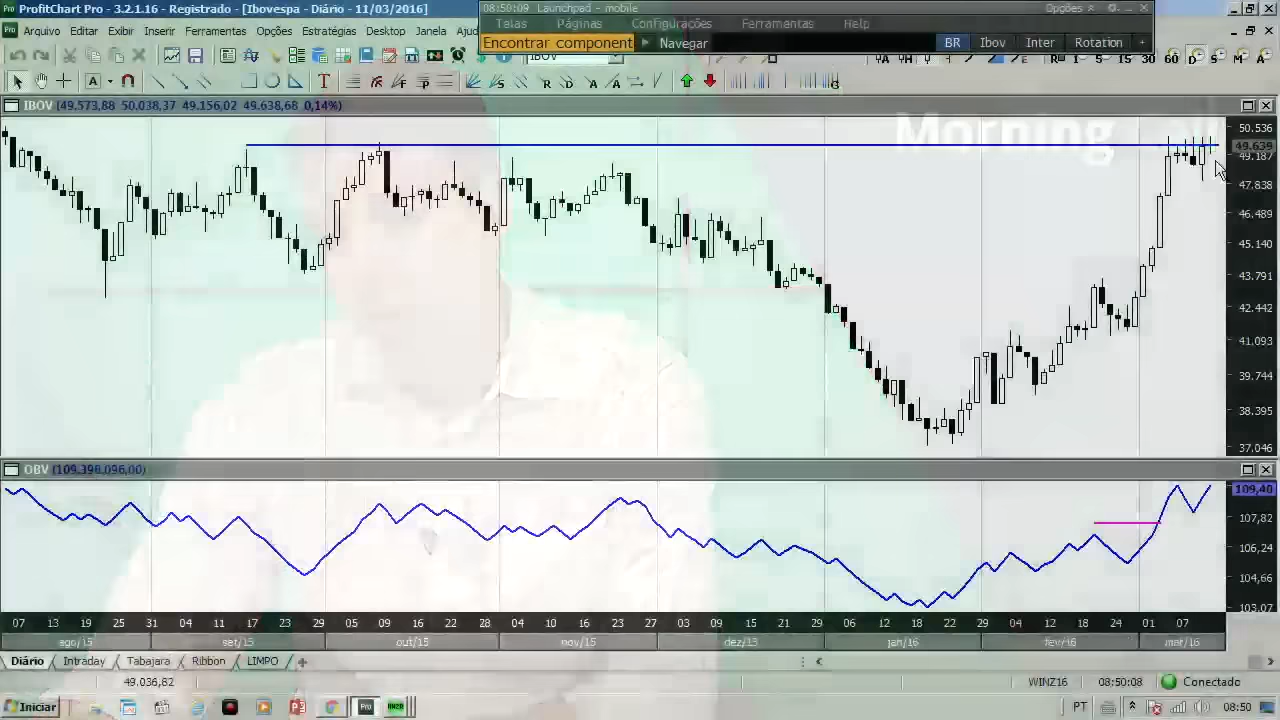 ProfitChart Pro - 3.2.1.16 - Registrado - [Ibovespa - Diário - 11/03/2016]
08:50:09 Launchpad - mobile Opções
Arquivo Editar Exibir Inserir Ferramentas Opções Estratégias Desktop Janela
Telas Páginas Configurações Ferramentas Help
Encontrar component Navegar BR Ibov Inter Rotation
IBOV
15 30 60 D S M A
IBOV (49.573,88 50.038,37 49.156,02 49.638,68 0,14%)
Morning
50.536
49.639
49.187
47.838
46.489
45.140
43.791
42.442
41.093
39.744
38.395
37.046
OBV (109.396.096,00)
109,40
107,82
106,24
104,66
103,07
07 13 19 25 31 08 17 23 29 05 09 16 22 28 04 10 16 23 27 03 09 15 21 29 06 12 18 22 29 04 12 18 24 01 07
ago/15 set/15 out/15 nov/15 dez/15 jan/16 fev/16 mar/16
Diário Intraday Tabajara Ribbon LIMPO
49.036,82 WINZ16 08:50:08 Conectado
Iniciar PT 08:50